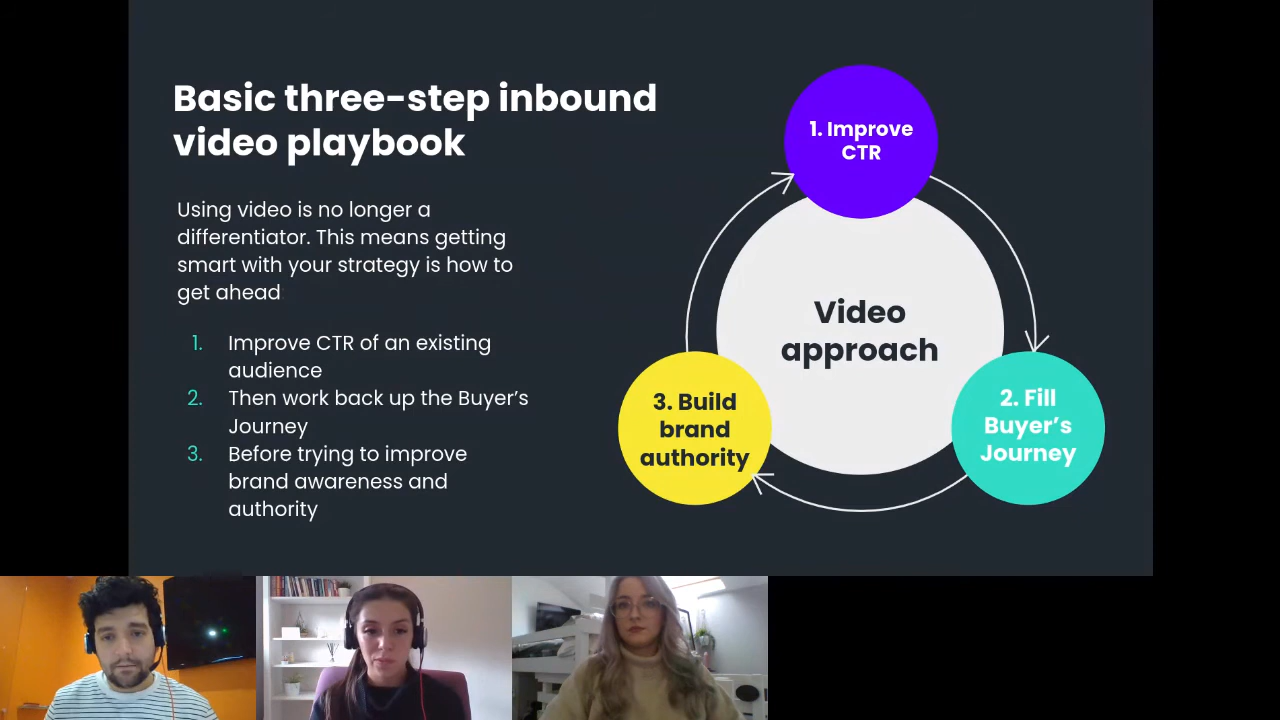 Basic three-step inbound
video playbook
Using video is no longer a
differentiator. This means getting
smart with your strategy is how to
get ahead
1. Improve CTR of an existing
audience
2. Then work back up the Buyer's
Journey
3. Before trying to improve
brand awareness and
authority
1. Improve
CTR
Video
approach
2. Fill
Buyer's
Journey
3. Build
brand
authority